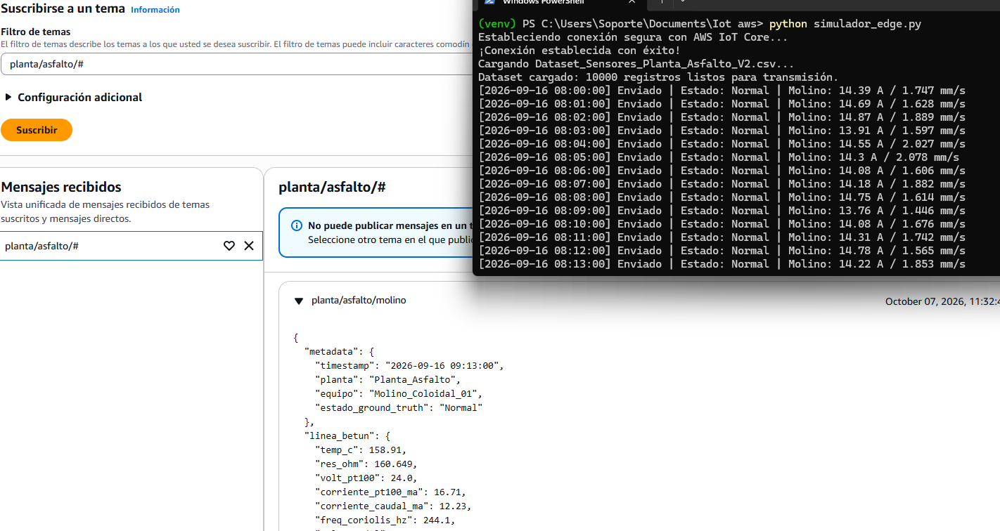 Suscribirse a un tema Información
Filtro de temas
El filtro de temas describe los temas a los que usted se desea suscribir. El filtro de temas puede incluir caracteres comodín
planta/asfalto/#
Configuración adicional
Suscribir
Mensajes recibidos
Vista unificada de mensajes recibidos de temas
suscritos y mensajes directos.
planta/asfalto/#
planta/asfalto/#
No puede publicar mensajes en un
Seleccione otro tema en el que
planta/asfalto/molino
October 07, 2026,
{
"metadata": {
"timestamp": "2026-09-16 09:13:00",
"planta": "Planta_Asfalto",
"equipo": "Molino_Coloidal_01",
"estado_ground_truth": "Normal"
},
"linea_betun": {
"temp_c": 158.91,
"res_ohm": 160.649,
"volt_pt100": 24.0,
"corriente_pt100_ma": 16.71,
"corriente_caudal_ma": 12.23,
"freq_coriolis_hz": 244.1,
Windows PowerShell
(venv) PS C:\Users\Soporte\Documents\Iot aws> python simulador_edge.py
Estableciendo conexión segura con AWS IoT Core...
¡Conexión establecida con éxito!
Cargando Dataset_Sensores_Planta_Asfalto_V2.csv...
Dataset cargado: 10000 registros listos para transmisión.
[2026-09-16 08:00:00] Enviado | Estado: Normal | Molino: 14.39 A / 1.747 mm/s
[2026-09-16 08:01:00] Enviado | Estado: Normal | Molino: 14.69 A / 1.628 mm/s
[2026-09-16 08:02:00] Enviado | Estado: Normal | Molino: 14.87 A / 1.889 mm/s
[2026-09-16 08:03:00] Enviado | Estado: Normal | Molino: 13.91 A / 1.597 mm/s
[2026-09-16 08:04:00] Enviado | Estado: Normal | Molino: 14.55 A / 2.027 mm/s
[2026-09-16 08:05:00] Enviado | Estado: Normal | Molino: 14.3 A / 2.078 mm/s
[2026-09-16 08:06:00] Enviado | Estado: Normal | Molino: 14.08 A / 1.606 mm/s
[2026-09-16 08:07:00] Enviado | Estado: Normal | Molino: 14.18 A / 1.882 mm/s
[2026-09-16 08:08:00] Enviado | Estado: Normal | Molino: 14.75 A / 1.614 mm/s
[2026-09-16 08:09:00] Enviado | Estado: Normal | Molino: 13.76 A / 1.446 mm/s
[2026-09-16 08:10:00] Enviado | Estado: Normal | Molino: 14.08 A / 1.676 mm/s
[2026-09-16 08:11:00] Enviado | Estado: Normal | Molino: 14.31 A / 1.742 mm/s
[2026-09-16 08:12:00] Enviado | Estado: Normal | Molino: 14.78 A / 1.565 mm/s
[2026-09-16 08:13:00] Enviado | Estado: Normal | Molino: 14.22 A / 1.853 mm/s